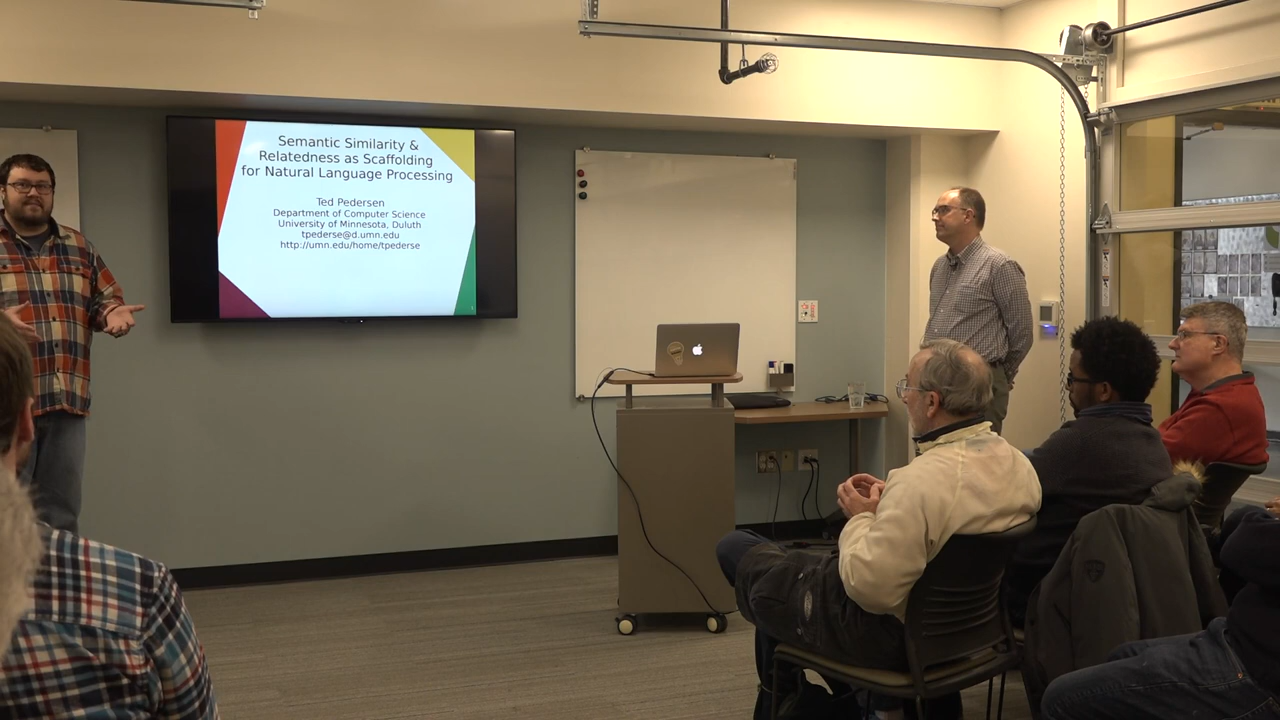 Semantic Similarity &
Relatedness as Scaffolding
for Natural Language Processing
Ted Pedersen
Department of Computer Science
University of Minnesota, Duluth
tpederse@d.umn.edu
http://umn.edu/home/tpederse